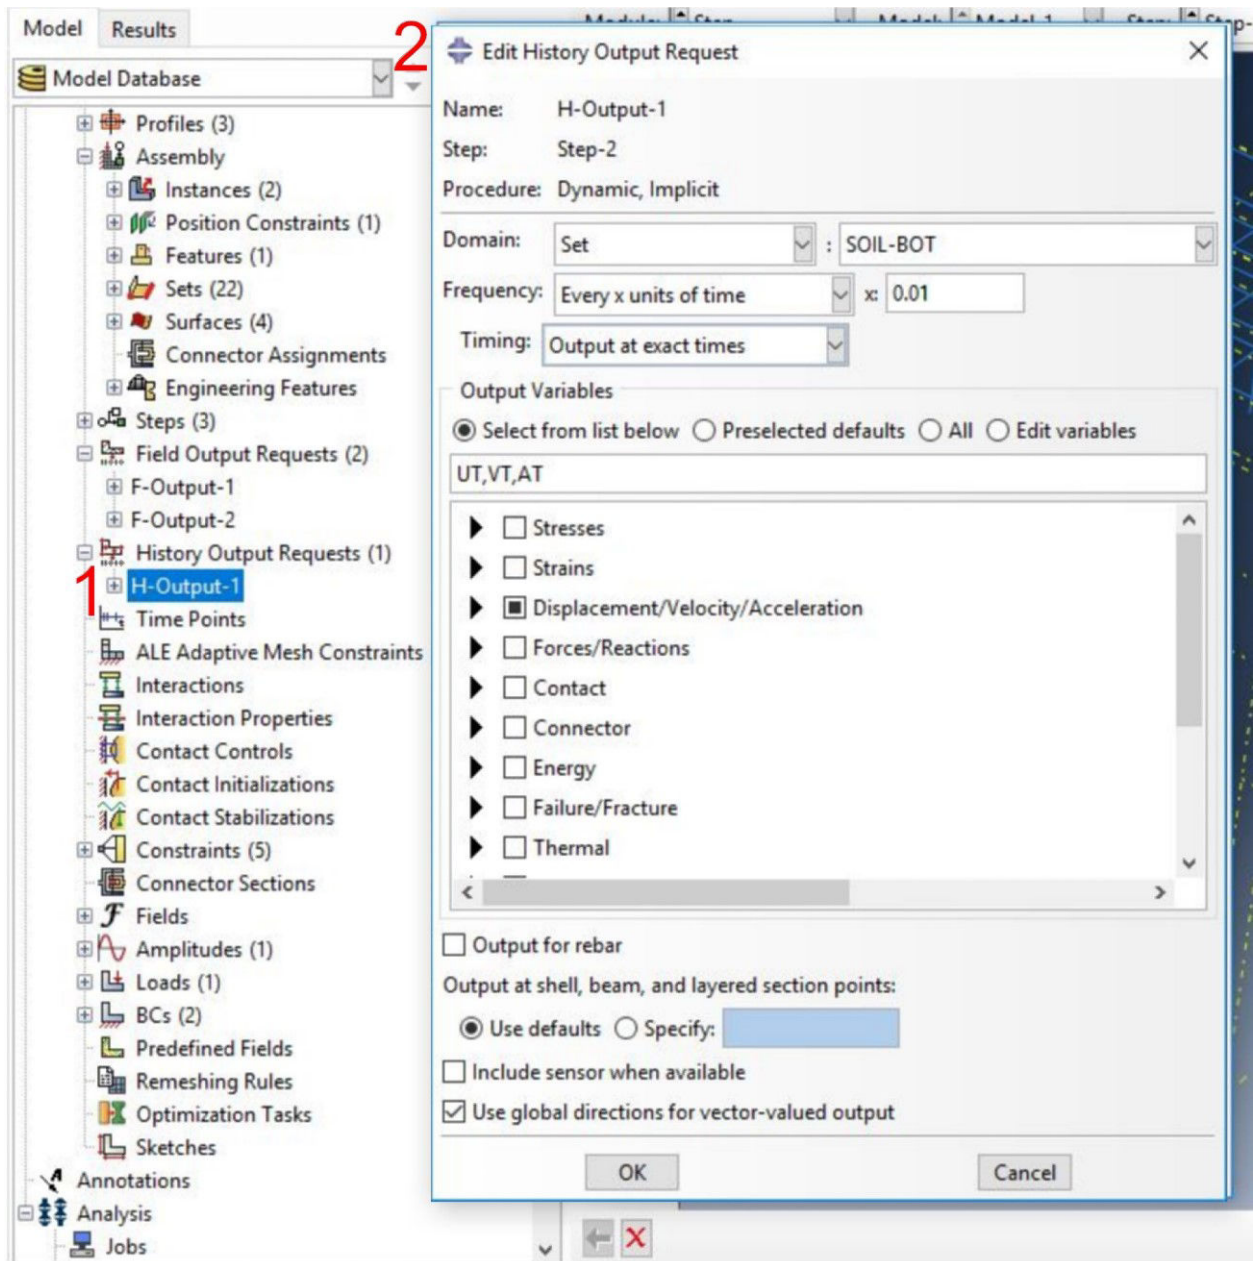 Model Results
Model Database
Profiles (3)
Assembly
Instances (2)
Position Constraints (1)
Features (1)
Sets (22)
Surfaces (4)
Connector Assignments
Engineering Features
Steps (3)
Field Output Requests (2)
F-Output-1
F-Output-2
History Output Requests (1)
1
H-Output-1
Time Points
ALE Adaptive Mesh Constraints
Interactions
Interaction Properties
Contact Controls
Contact Initializations
Contact Stabilizations
Constraints (5)
Connector Sections
Fields
Amplitudes (1)
Loads (1)
BCs (2)
Predefined Fields
Remeshing Rules
Optimization Tasks
Sketches
Annotations
Analysis
Jobs
2
Edit History Output Request
Name: H-Output-1
Step: Step-2
Procedure: Dynamic, Implicit
Domain: Set : SOIL-BOT
Frequency: Every x units of time x: 0.01
Timing: Output at exact times
Output Variables
Select from list below Preselected defaults All Edit variables
UT,VT,AT
Stresses
Strains
Displacement/Velocity/Acceleration
Forces/Reactions
Contact
Connector
Energy
Failure/Fracture
Thermal
Output for rebar
Output at shell, beam, and layered section points:
Use defaults Specify:
Include sensor when available
Use global directions for vector-valued output
OK Cancel